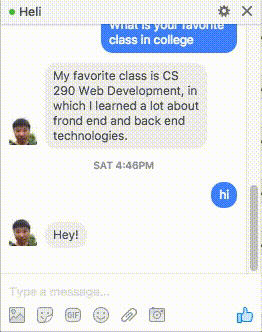 Heli
What is your favorite
class in college
My favorite class is CS
290 Web Development, in
which I learned a lot about
frond end and back end
technologies.
SAT 4:46PM
hi
Hey!
Type a message...
GIF